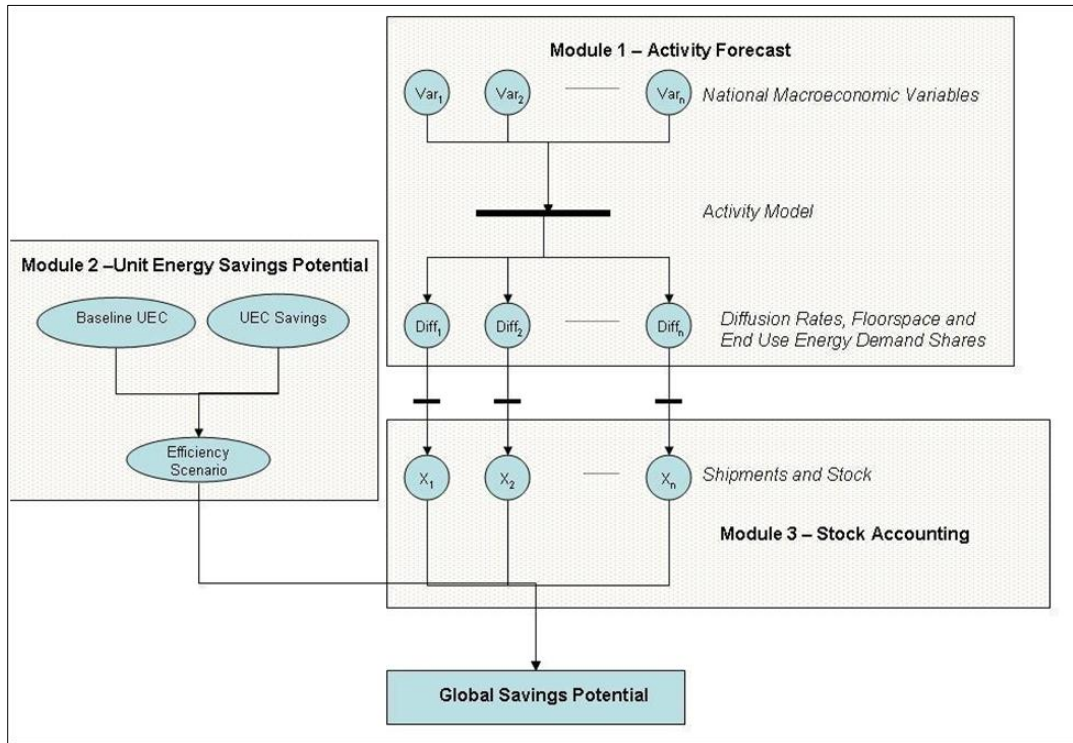 Module 1 – Activity Forecast
Var1 Var2 Varn National Macroeconomic Variables
Activity Model
Module 2 –Unit Energy Savings Potential
Baseline UEC UEC Savings
Diff1 Diff2 Diffn Diffusion Rates, Floorspace and
End Use Energy Demand Shares
Efficiency
Scenario
X1 X2 Xn Shipments and Stock
Module 3 – Stock Accounting
Global Savings Potential